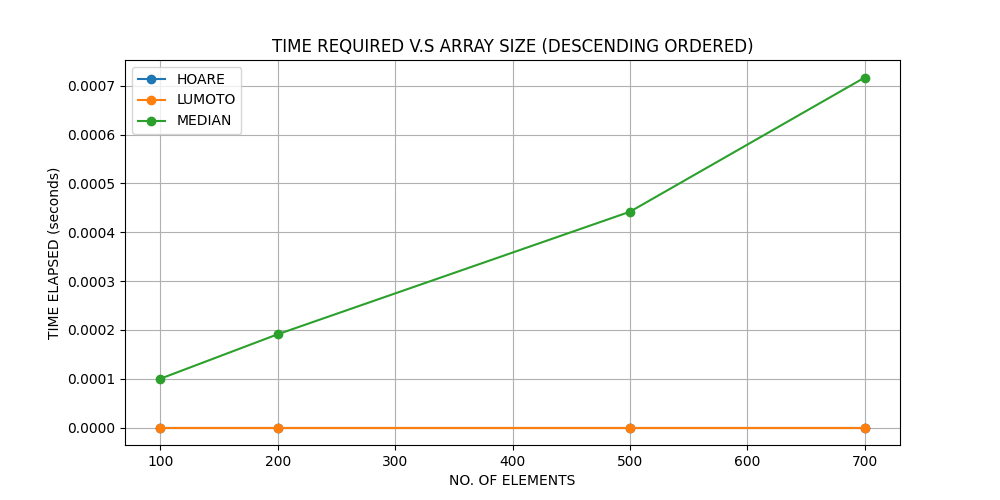 TIME REQUIRED V.S ARRAY SIZE (DESCENDING ORDERED)
HOARE
LUMOTO
MEDIAN
TIME ELAPSED (seconds)
0.0007
0.0006
0.0005
0.0004
0.0003
0.0002
0.0001
0.0000
100 200 300 400 500 600 700
NO. OF ELEMENTS